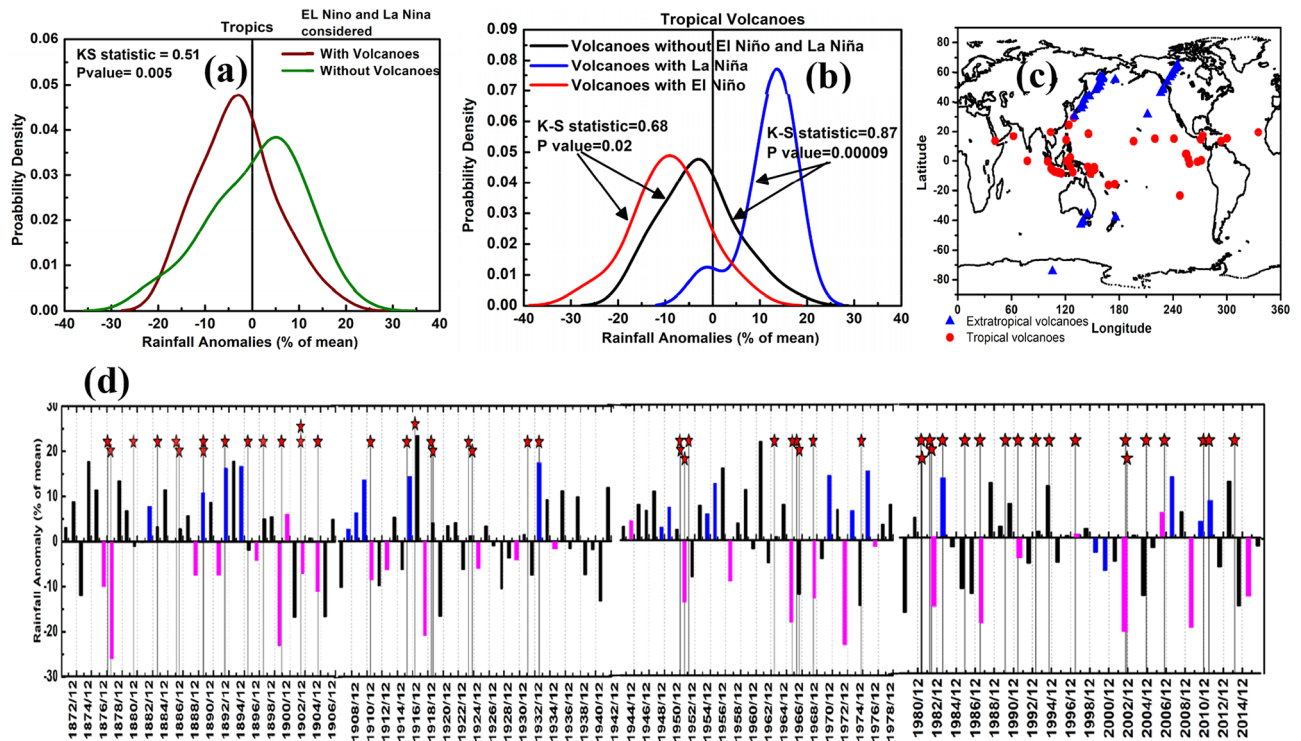 (a)
Tropics
EL Nino and La Nina
considered
KS statistic = 0.51
Pvalue= 0.005
With Volcanoes
Without Volcanoes
Proabbility Density
0.06
0.05
0.04
0.03
0.02
0.01
0.00
-40 -30 -20 -10 0 10 20 30 40
Rainfall Anomalies (% of mean)
(b)
Tropical Volcanoes
Volcanoes without El Niño and La Niña
Volcanoes with La Niña
Volcanoes with El Niño
K-S statistic=0.68
P value=0.02
K-S statistic=0.87
P value=0.00009
Probability Density
0.09
0.08
0.07
0.06
0.05
0.04
0.03
0.02
0.01
0.00
-40 -30 -20 -10 0 10 20 30 40
Rainfall Anomalies (% of mean)
(c)
Latitude
80
60
40
20
0
-20
-40
-60
-80
0 60 120 180 240 300 360
Longitude
Extratropical volcanoes
Tropical volcanoes
(d)
Rainfall Anomaly (% of mean)
30
20
10
0
-10
-20
-30
1872/12 1874/12 1876/12 1878/12 1880/12 1882/12 1884/12 1886/12 1888/12 1890/12 1892/12 1894/12 1896/12 1898/12 1900/12 1902/12 1904/12 1906/12 1908/12 1910/12 1912/12 1914/12 1916/12 1918/12 1920/12 1922/12 1924/12 1926/12 1928/12 1930/12 1932/12 1934/12 1936/12 1938/12 1940/12 1942/12 1944/12 1946/12 1948/12 1950/12 1952/12 1954/12 1956/12 1958/12 1960/12 1962/12 1964/12 1966/12 1968/12 1970/12 1972/12 1974/12 1976/12 1978/12 1980/12 1982/12 1984/12 1986/12 1988/12 1990/12 1992/12 1994/12 1996/12 1998/12 2000/12 2002/12 2004/12 2006/12 2008/12 2010/12 2012/12 2014/12